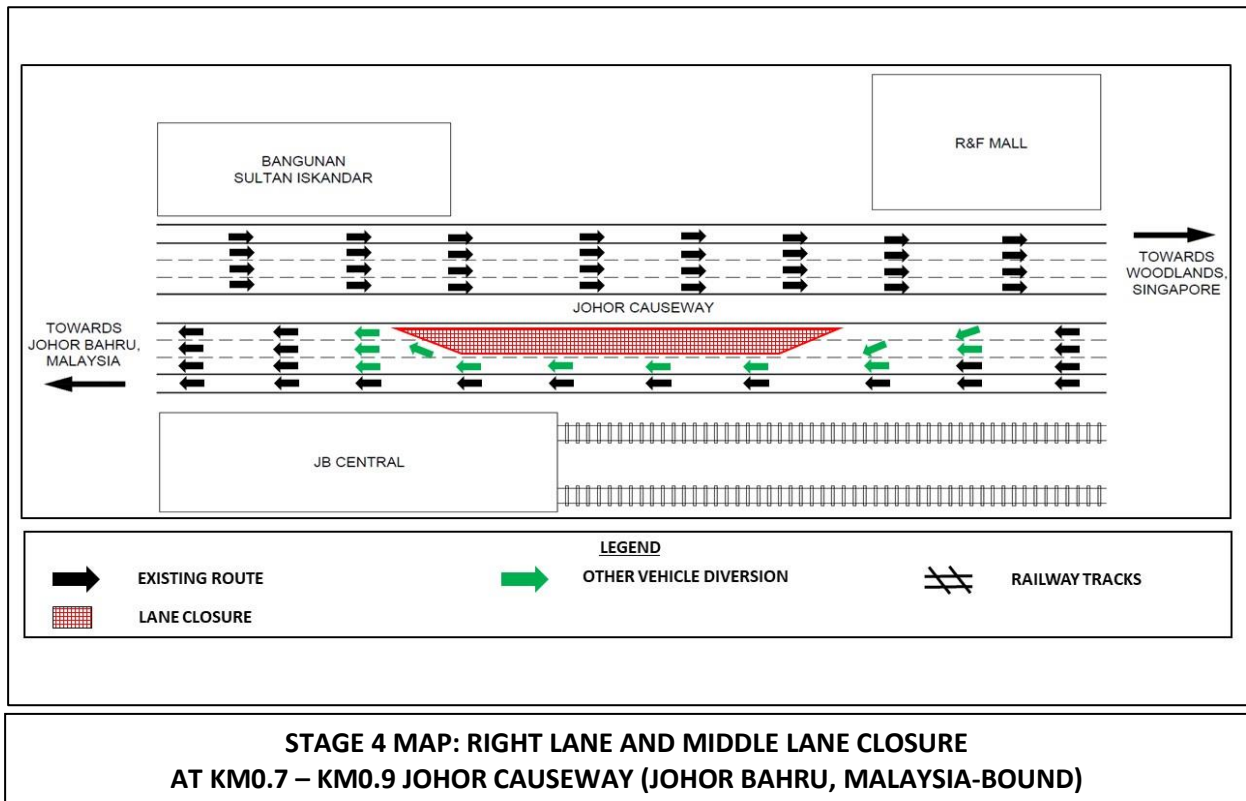 BANGUNAN
SULTAN ISKANDAR
R&F MALL
TOWARDS
WOODLANDS,
SINGAPORE
JOHOR CAUSEWAY
TOWARDS
JOHOR BAHRU,
MALAYSIA
JB CENTRAL
LEGEND
EXISTING ROUTE
OTHER VEHICLE DIVERSION
RAILWAY TRACKS
LANE CLOSURE
STAGE 4 MAP: RIGHT LANE AND MIDDLE LANE CLOSURE
AT KM0.7 – KM0.9 JOHOR CAUSEWAY (JOHOR BAHRU, MALAYSIA-BOUND)